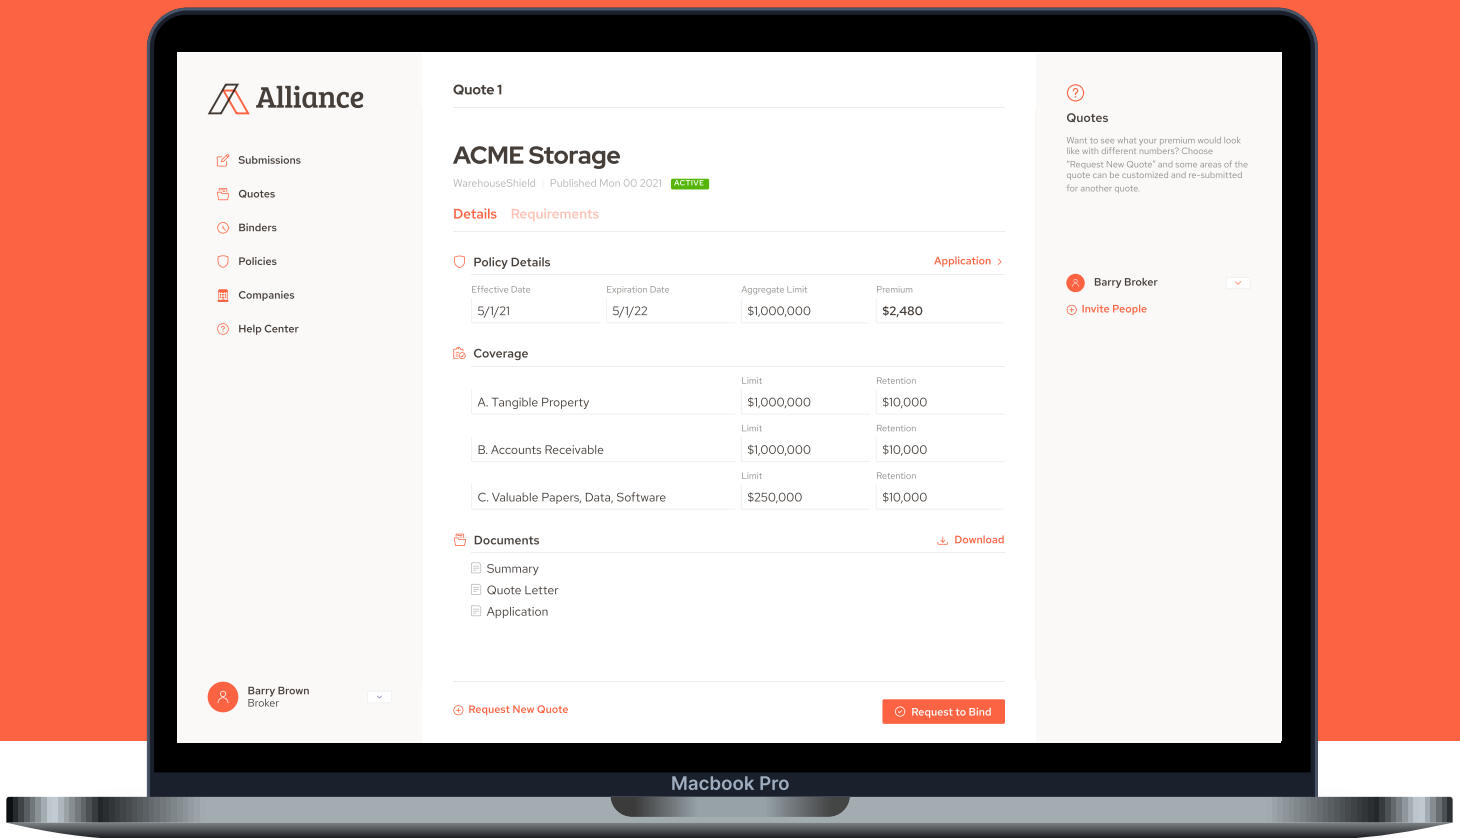 Alliance
Submissions
Quotes
Binders
Policies
Companies
Help Center
Barry Brown
Broker
Quote 1
ACME Storage
WarehouseShield | Published Mon 00 2021 ACTIVE
Details Requirements
Policy Details Application
Effective Date Expiration Date Aggregate Limit Premium
5/1/21 5/1/22 $1,000,000 $2,480
Coverage
Limit Retention
A. Tangible Property $1,000,000 $10,000
Limit Retention
B. Accounts Receivable $1,000,000 $10,000
Limit Retention
C. Valuable Papers, Data, Software $250,000 $10,000
Documents Download
Summary
Quote Letter
Application
Request New Quote Request to Bind
Quotes
Want to see what your premium would look
like with different numbers? Choose
"Request New Quote" and some areas of the
quote can be customized and re-submitted
for another quote.
Barry Broker
Invite People
Macbook Pro